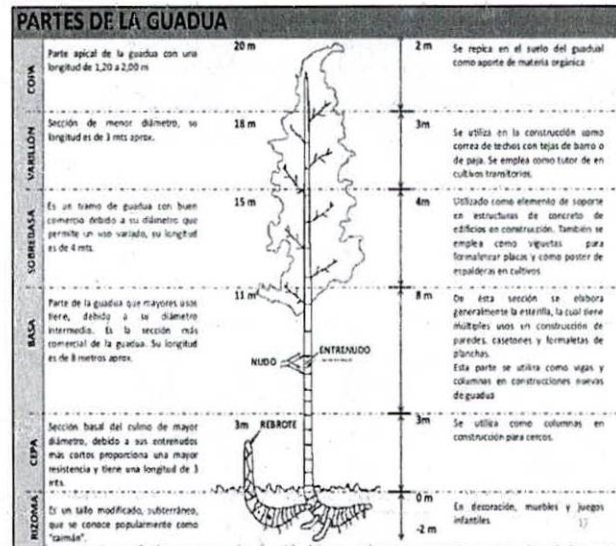 PARTES DE LA GUADUA
COPA
Parte apical de la guadua con una
longitud de 1,20 a 2,00 m
20 m
2 m
Se repica en el suelo del guadual
como aporte de materia orgánica
VARILLÓN
Sección de menor diámetro, su
longitud es de 3 mts aprox.
18 m
3m
Se utiliza en la construcción como
correa de techos con tejas de barro o
de paja. Se emplea como tutor de en
cultivos transitorios.
SOBREBASA
Es un tramo de guadua con buen
comercio debido a su diámetro que
permite un uso variado, su longitud
es de 4 mts.
15 m
4m
Utilizado como elemento de soporte
en estructuras de concreto de
edificios en construcción. También se
emplea como viguetas para
formaletear placas y como poster de
espalderas en cultivos
BASA
Parte de la guadua que mayores usos
tiene, debido a su diámetro
intermedio. Es la sección más
comercial de la guadua. Su longitud
es de 8 metros aprox.
11 m
8 m
NUDO
ENTRENUDO
De ésta sección se elabora
generalmente la esterilla, la cual tiene
múltiples usos en construcción de
paredes, casetones y formaletas de
planchas.
Esta parte se utiliza como vigas y
columnas en construcciones nuevas
de guadua
CEPA
Sección basal del culmo de mayor
diámetro, debido a sus entrenudos
más cortos proporciona una mayor
resistencia y tiene una longitud de 3
mts.
3m
REBROTE
3m
Se utiliza como columnas en
construcción para cercos.
RIZOMA
Es un tallo modificado, subterráneo,
que se conoce popularmente como
"caimán".
0 m
-2 m
En decoración, muebles y juegos
infantiles
17